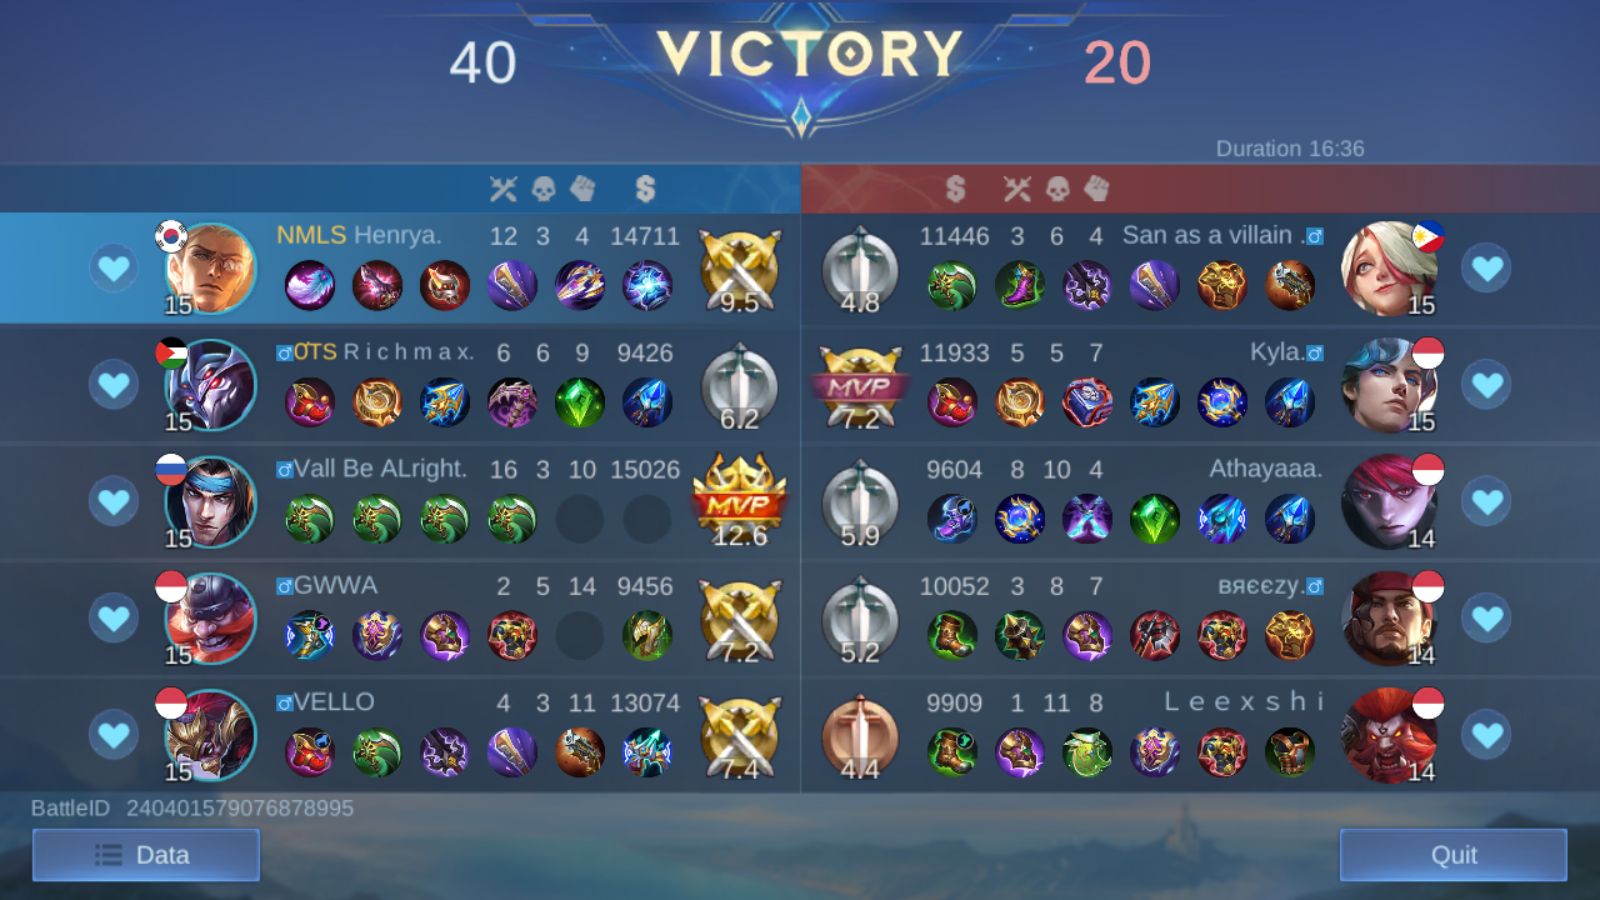 40 VICTORY 20
Duration 16:36
NMLS Henrya. 12 3 4 14711
15 9.5
11446 3 6 4 San as a villain .♂
4.8 15
♂ƠTS Richmax. 6 6 9 9426
15 6.2
11933 5 5 7 Kyla.♂
MVP
7.2 15
♂Vall Be ALright. 16 3 10 15026
MVP
15 12.6
9604 8 10 4 Athayaaa.
5.9 14
♂GWWA 2 5 14 9456
15 7.2
10052 3 8 7 вяєєzy.♂
5.2 14
♂VELLO 4 3 11 13074
15 7.4
9909 1 11 8 Leexshi
4.4 14
BattleID 240401579076878995
Data
Quit